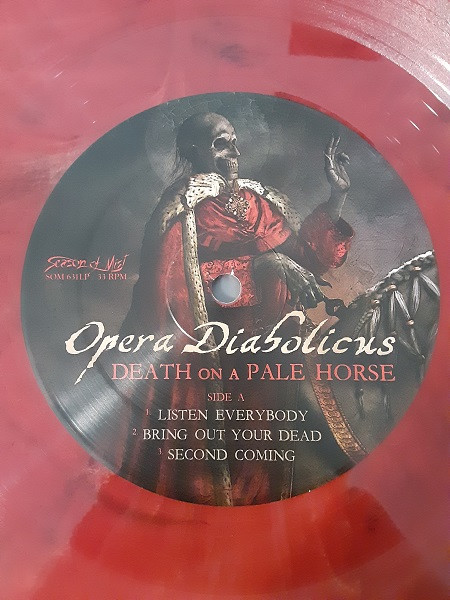 Season of Mist
SOM 631LP 33 RPM
Opera Diabolicus
DEATH ON A PALE HORSE
SIDE A
1. LISTEN EVERYBODY
2. BRING OUT YOUR DEAD
3. SECOND COMING